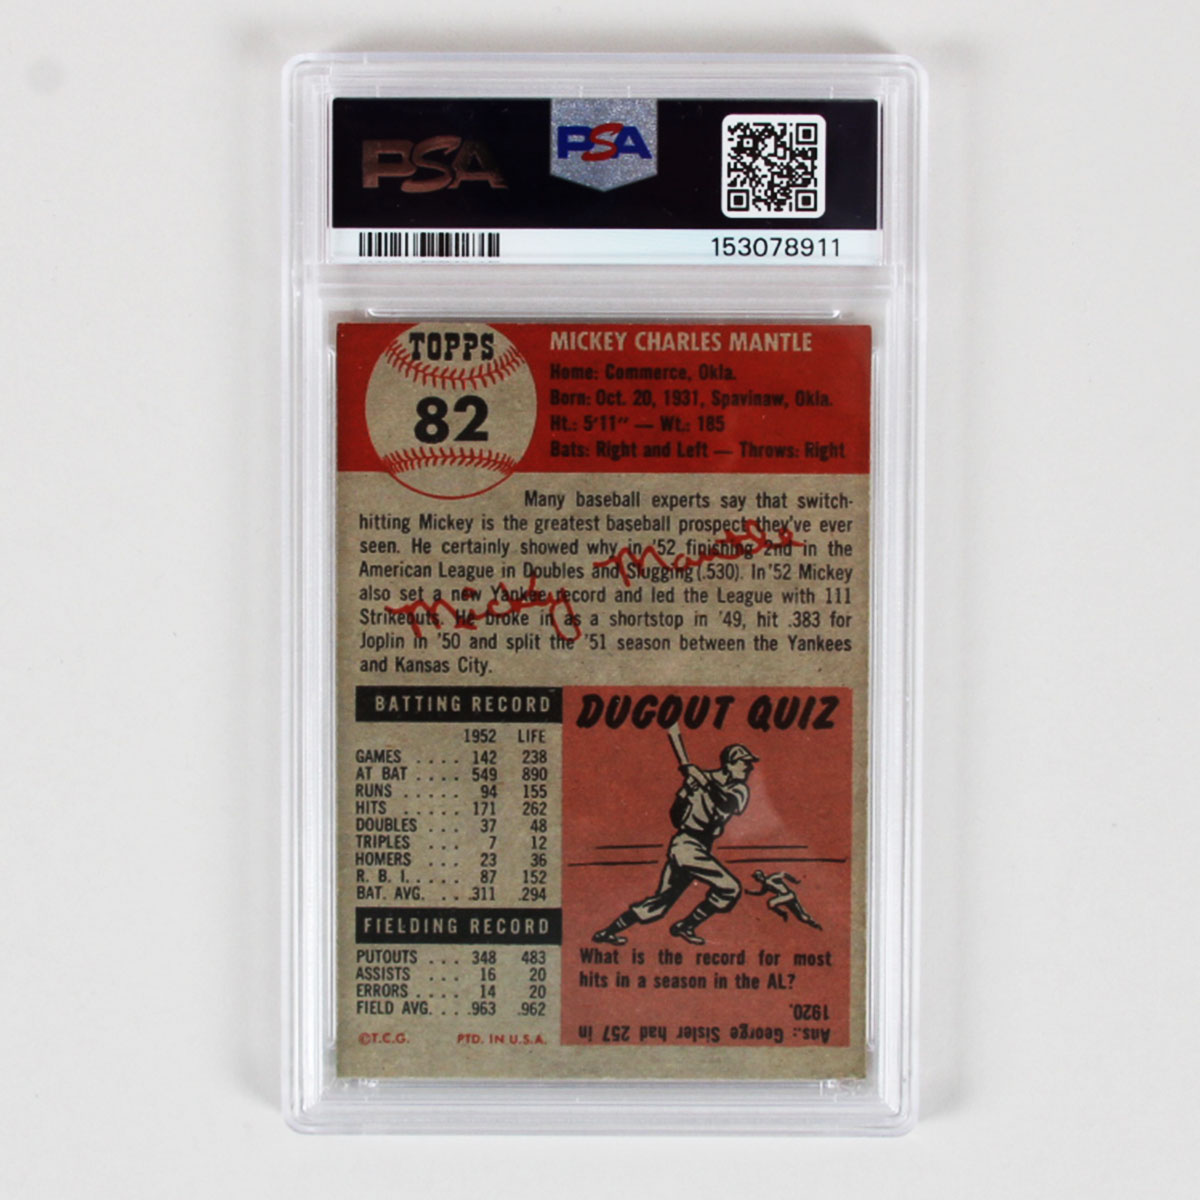 PSA
PSA
153078911
TOPPS
82
MICKEY CHARLES MANTLE
Home: Commerce, Okla.
Born: Oct. 20, 1931, Spavinaw, Okla.
Ht.: 5'11" — Wt.: 185
Bats: Right and Left — Throws: Right
Many baseball experts say that switch-
hitting Mickey is the greatest baseball prospect they've ever
seen. He certainly showed why in '52 finishing 2nd in the
American League in Doubles and Slugging (.530). In '52 Mickey
also set a new Yankee record and led the League with 111
Strikeouts. He broke in as a shortstop in '49, hit .383 for
Joplin in '50 and split the '51 season between the Yankees
and Kansas City.
Mickey Mantle
BATTING RECORD
1952 LIFE
GAMES .... 142 238
AT BAT .... 549 890
RUNS ..... 94 155
HITS ..... 171 262
DOUBLES ... 37 48
TRIPLES ... 7 12
HOMERS ... 23 36
R. B. I. .... 87 152
BAT. AVG. .. .311 .294
FIELDING RECORD
PUTOUTS ... 348 483
ASSISTS ... 16 20
ERRORS .... 14 20
FIELD AVG. .. .963 .962
©T.C.G. PTD. IN U.S.A.
DUGOUT QUIZ
What is the record for most
hits in a season in the AL?
Ans.: George Sisler had 257 in
1920.